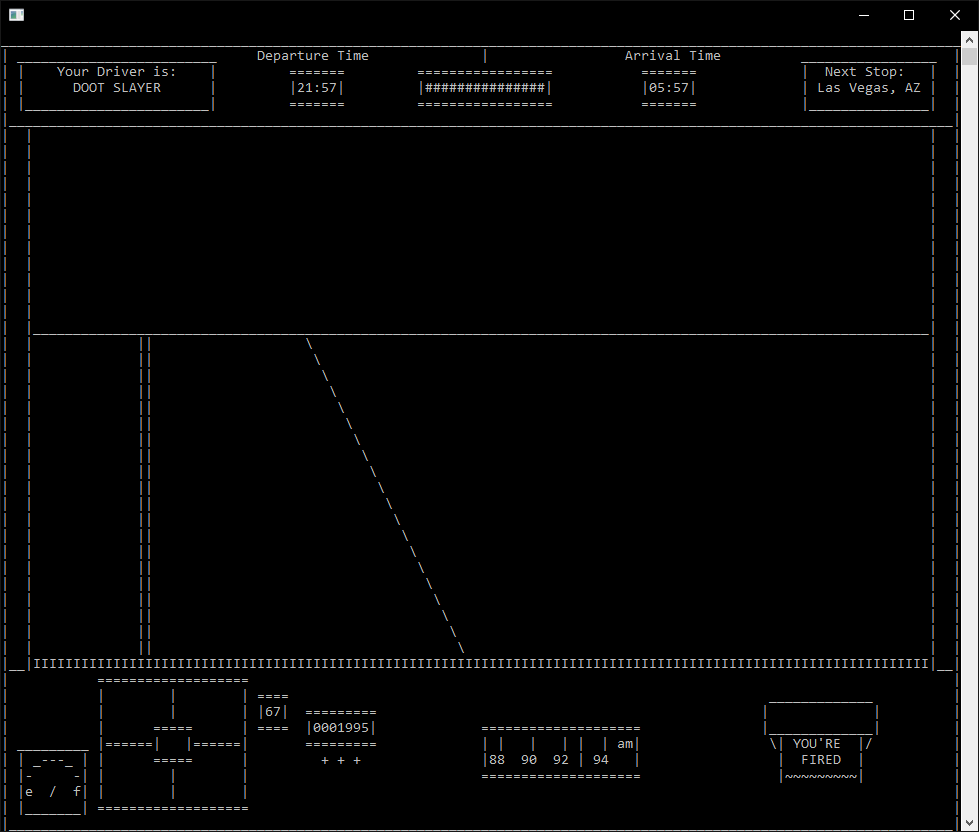 Departure Time | Arrival Time
Your Driver is:
DOOT SLAYER
|21:57|
|###############|
|05:57|
Next Stop:
Las Vegas, AZ
IIIIIIIIIIIIIIIIIIIIIIIIIIIIIIIIIIIIIIIIIIIIIIIIIIIIIIIIIIIIIIIIIIIIIIIIIIIIIIIIIIIIIIIIIIIIIIIIIIIIIIIIIIIIIIII
|67|
|0001995|
+ + +
am
88 90 92 | 94
YOU'RE
FIRED
e / f